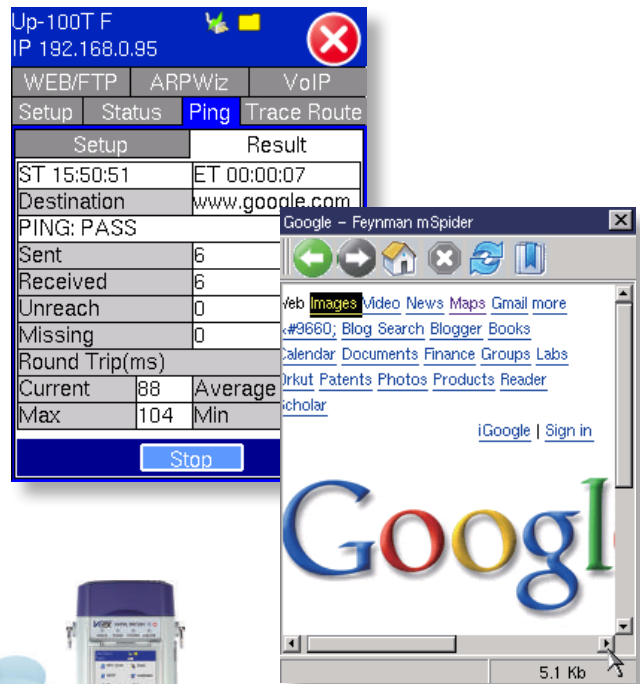 Up-100T F
IP 192.168.0.95
WEB/FTP ARPWiz VoIP
Setup Status Ping Trace Route
Setup Result
ST 15:50:51 ET 00:00:07
Destination www.google.com
PING: PASS
Sent 6
Received 6
Unreach 0
Missing 0
Round Trip(ms)
Current 88 Average
Max 104 Min
Stop
Google – Feynman mSpider
Veb Images Video News Maps Gmail more
&#9660; Blog Search Blogger Books
Calendar Documents Finance Groups Labs
Orkut Patents Photos Products Reader
Scholar
iGoogle | Sign in
Googl
5.1 Kb
VeEX